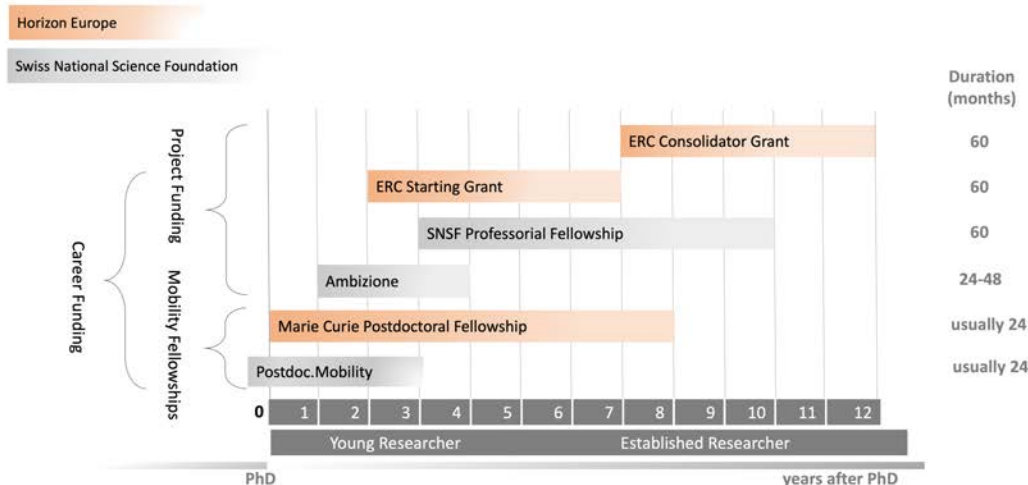 Horizon Europe
Swiss National Science Foundation
Duration
(months)
Project Funding
Career Funding
Mobility Fellowships
ERC Consolidator Grant
60
ERC Starting Grant
60
SNSF Professorial Fellowship
60
Ambizione
24-48
Marie Curie Postdoctoral Fellowship
usually 24
Postdoc.Mobility
usually 24
0 1 2 3 4 5 6 7 8 9 10 11 12
Young Researcher Established Researcher
PhD years after PhD